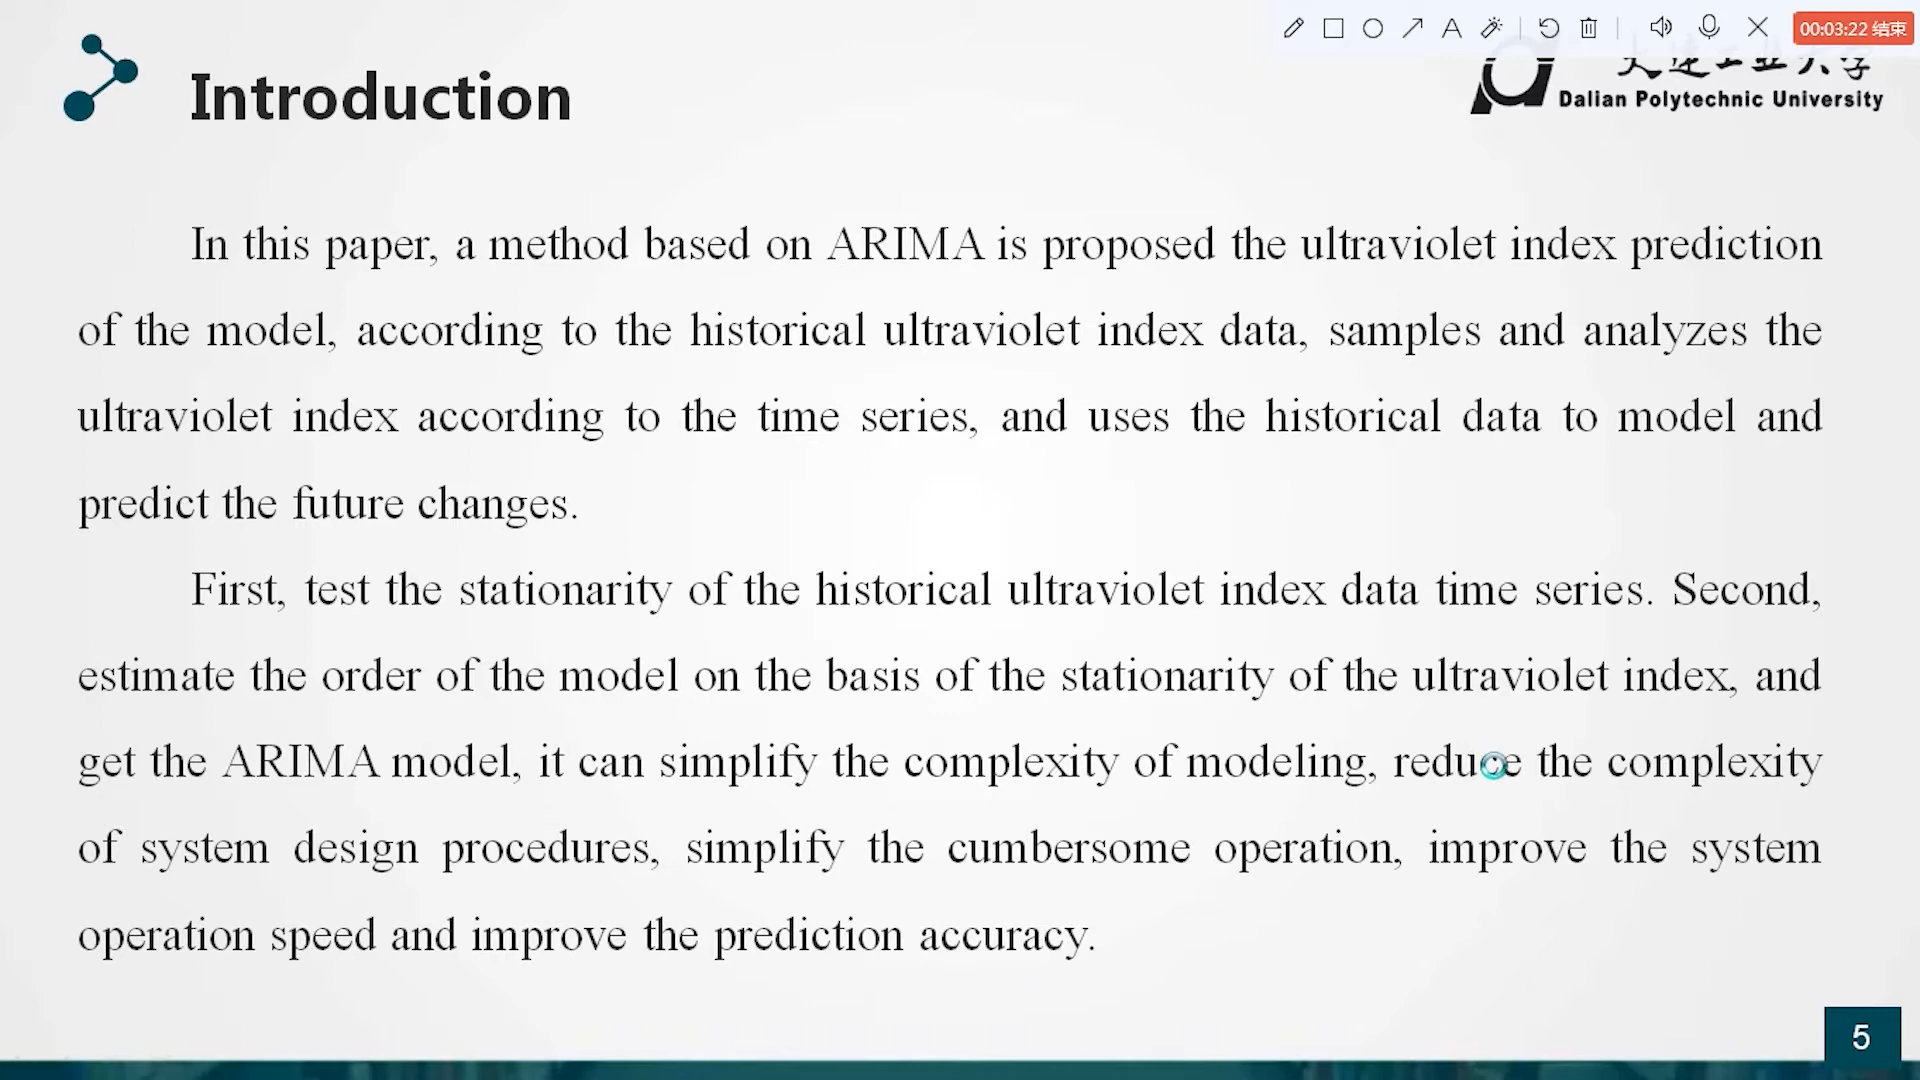 00:03:22 结束
Introduction
大连工业大学
Dalian Polytechnic University
In this paper, a method based on ARIMA is proposed the ultraviolet index prediction
of the model, according to the historical ultraviolet index data, samples and analyzes the
ultraviolet index according to the time series, and uses the historical data to model and
predict the future changes.
First, test the stationarity of the historical ultraviolet index data time series. Second,
estimate the order of the model on the basis of the stationarity of the ultraviolet index, and
get the ARIMA model, it can simplify the complexity of modeling, reduce the complexity
of system design procedures, simplify the cumbersome operation, improve the system
operation speed and improve the prediction accuracy.
5